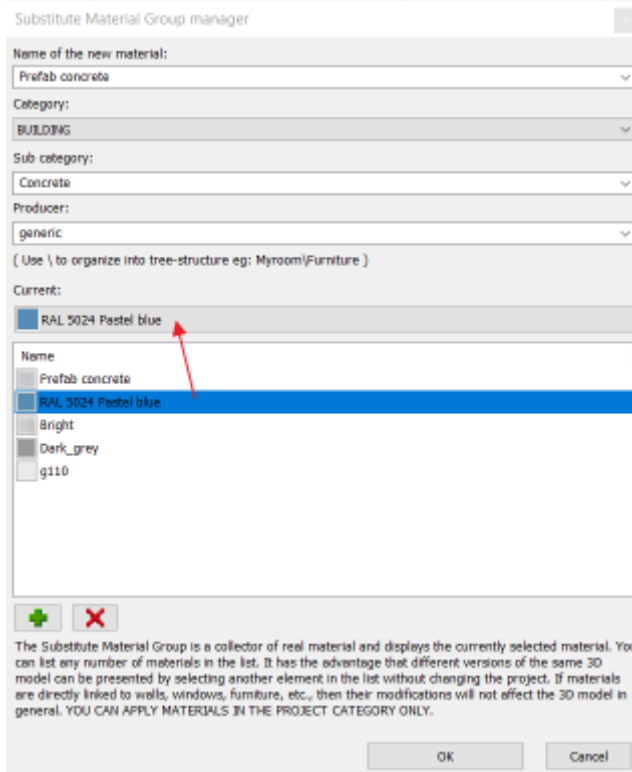 Substitute Material Group manager
Name of the new material:
Prefab concrete
Category:
BUILDING
Sub category:
Concrete
Producer:
generic
( Use \ to organize into tree-structure eg: Myroom\Furniture )
Current:
RAL 5024 Pastel blue
Name
Prefab concrete
RAL 5024 Pastel blue
Bright
Dark_grey
g110
The Substitute Material Group is a collector of real material and displays the currently selected material. You
can list any number of materials in the list. It has the advantage that different versions of the same 3D
model can be presented by selecting another element in the list without changing the project. If materials
are directly linked to walls, windows, furniture, etc., then their modifications will not affect the 3D model in
general. YOU CAN APPLY MATERIALS IN THE PROJECT CATEGORY ONLY.
OK
Cancel